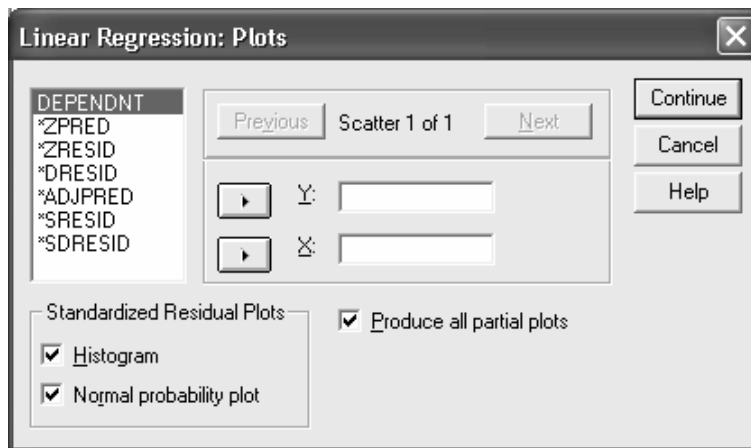 Linear Regression: Plots
DEPENDNT
*ZPRED
*ZRESID
*DRESID
*ADJPRED
*SRESID
*SDRESID
Previous
Scatter 1 of 1
Next
Y:
X:
Continue
Cancel
Help
Standardized Residual Plots
Histogram
Normal probability plot
Produce all partial plots